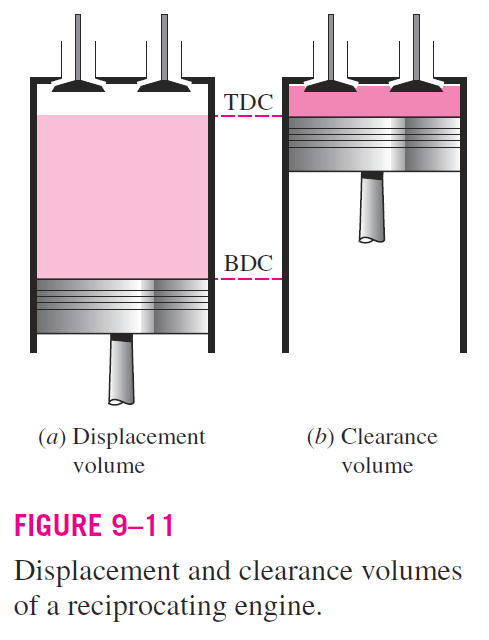 TDC
BDC
(a) Displacement
volume
(b) Clearance
volume
FIGURE 9–11
Displacement and clearance volumes
of a reciprocating engine.